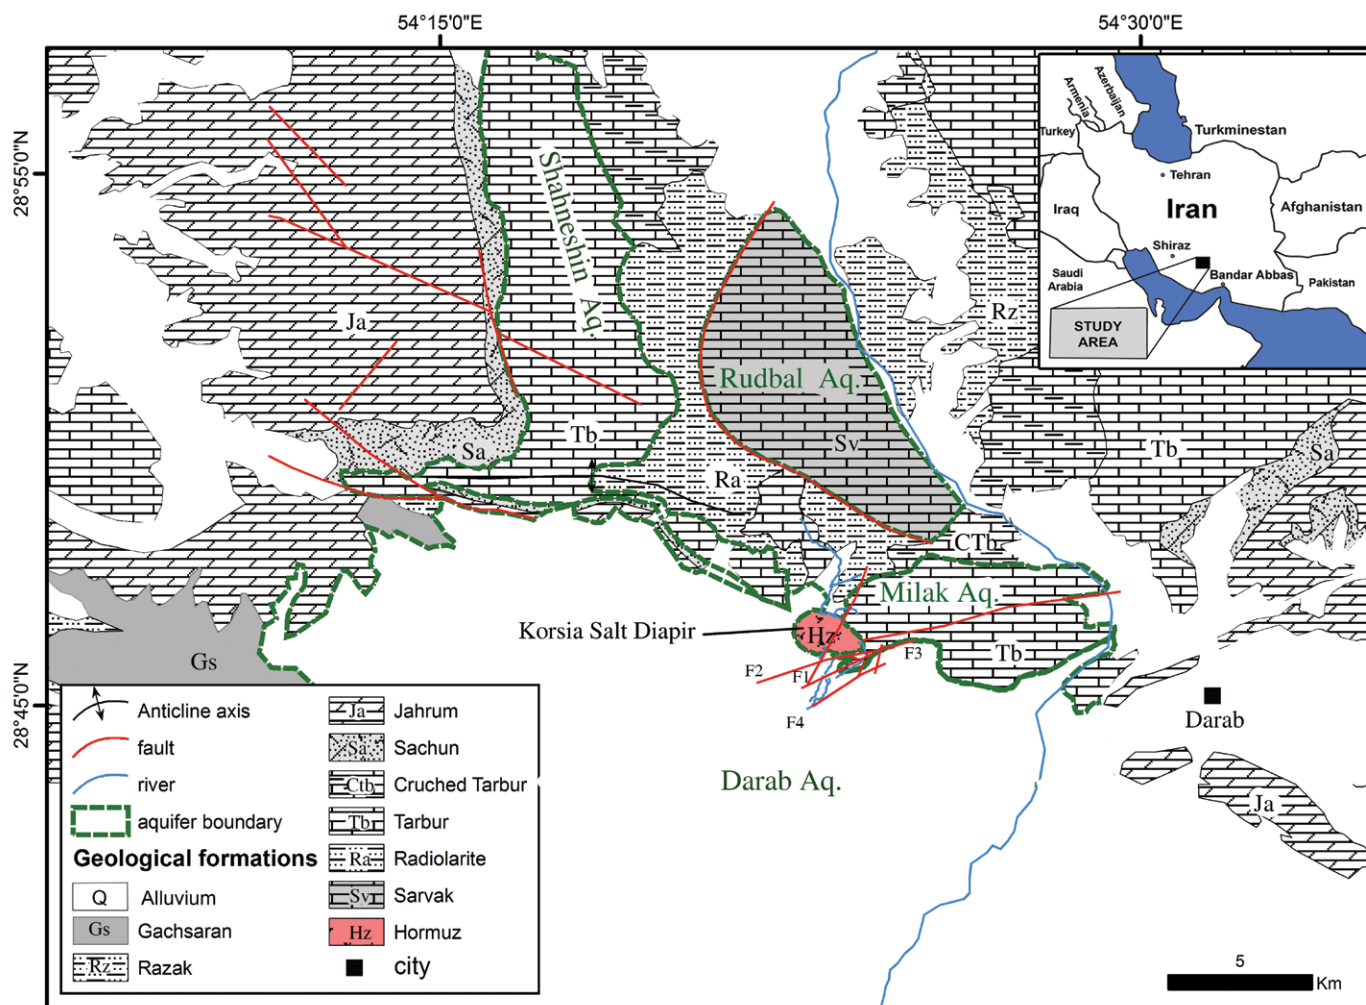 54°15'0"E
54°30'0"E
28°55'0"N
28°45'0"N
Armenia
Azerbaijan
Turkey
Turkministan
Tehran
Iraq
Iran
Afghanistan
Shiraz
Saudi
Arabia
Bandar Abbas
Pakistan
STUDY
AREA
Shahneshin Aq.
Ja
Rz
Rudbal Aq.
Sv
Tb
Sa
Ra
Tb
Sa
CTb
Milak Aq.
Korsia Salt Diapir
Hz
Tb
F3
F2
F1
F4
Gs
Darab
Darab Aq.
Ja
Anticline axis
fault
river
aquifer boundary
Geological formations
Q Alluvium
Gs Gachsaran
Rz Razak
Ja Jahrum
Sa Sachun
Ctb Cruched Tarbur
Tb Tarbur
Ra Radiolarite
Sv Sarvak
Hz Hormuz
city
5
Km